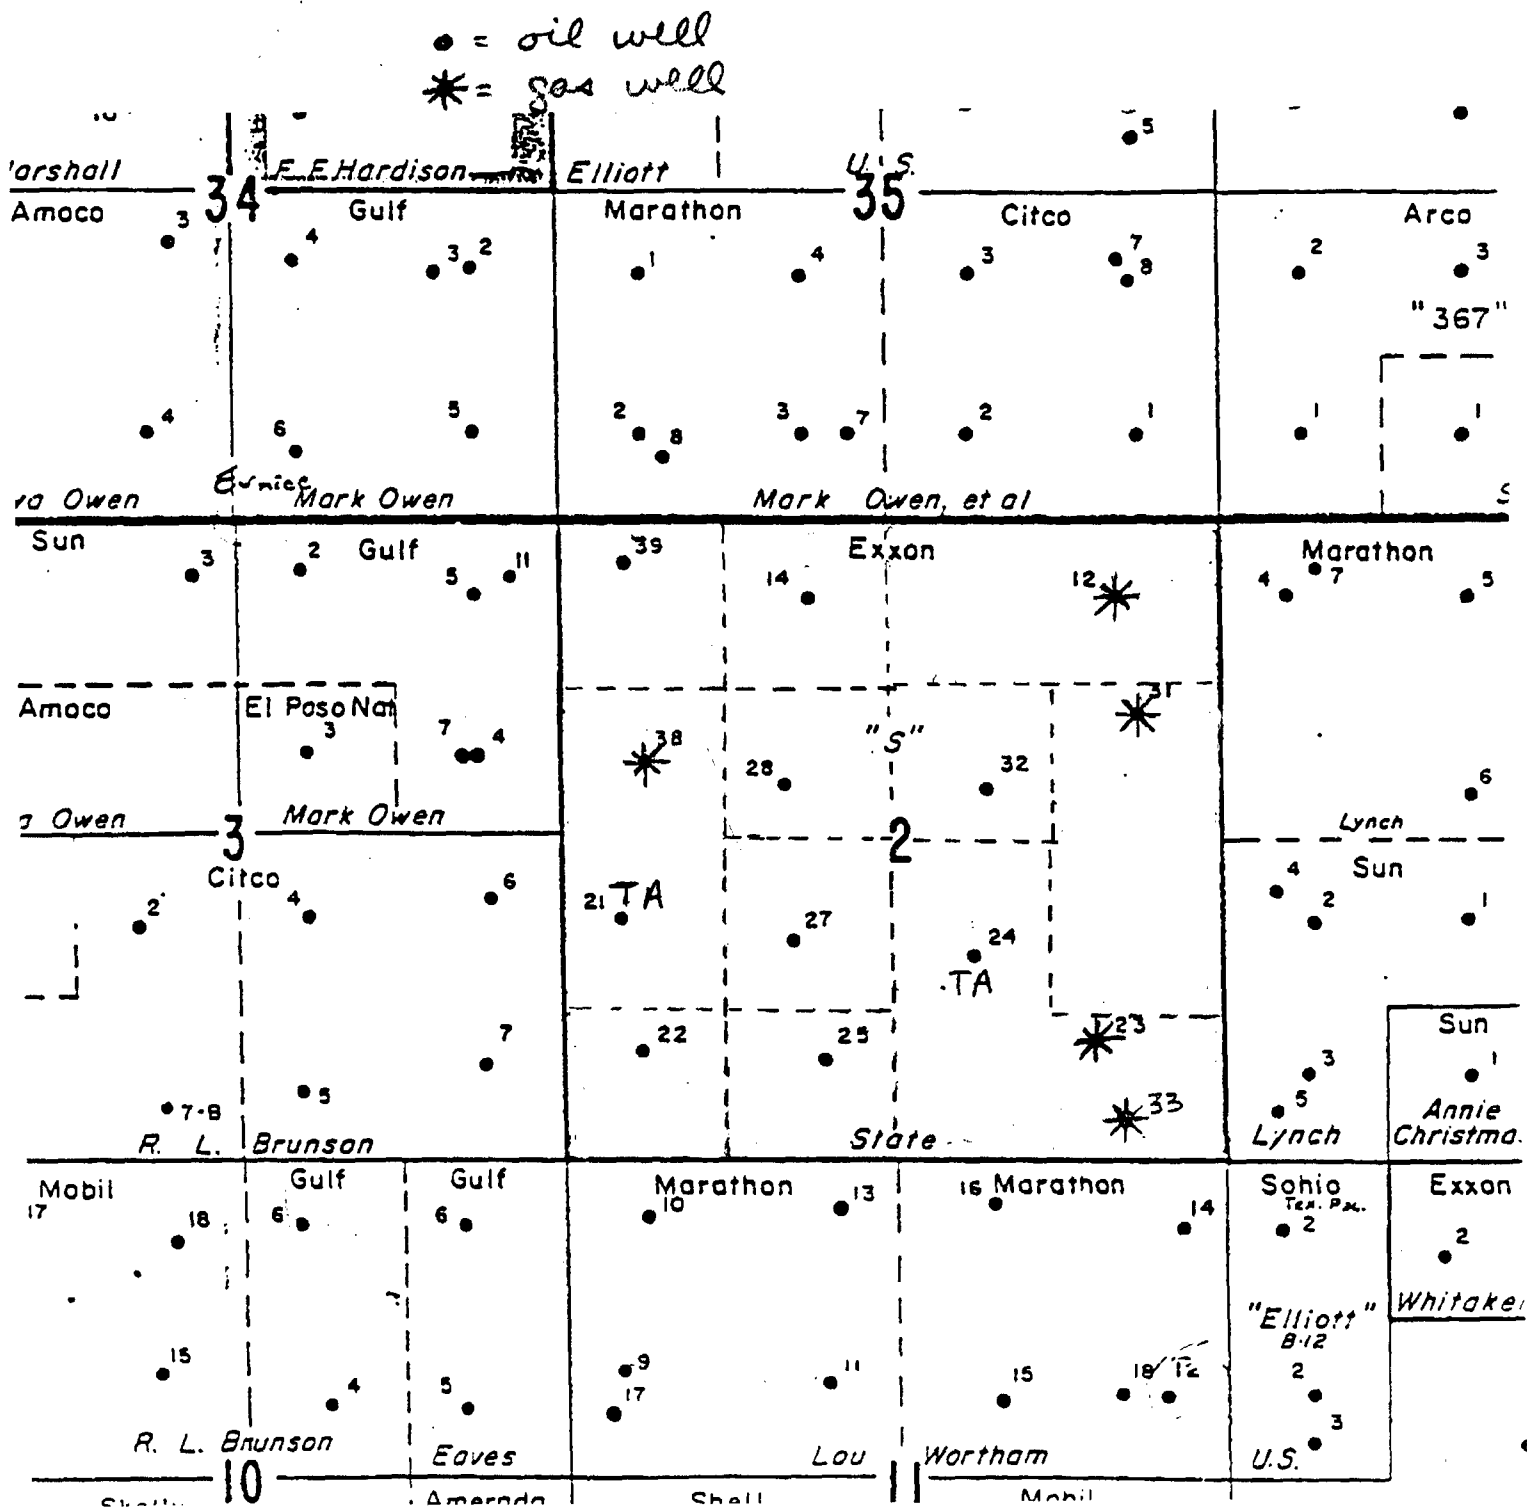 • = oil well
✳ = gas well
5
E. E. Hardison Elliott U. S.
34 35
Amoco Gulf Marathon Citco Arco
3 4 3 2 1 4 3 7 8 2 3
"367"
4 6 5 2 8 3 7 2 1 1 1
Eunice
Owen Mark Owen Mark Owen, et al
Sun Gulf Exxon Marathon
3 2 5 11 39 14 12 4 7 5
Amoco El Paso Nat 31
3 7 4 38 28 "S" 32 6
Owen 3 Mark Owen 2 Lynch
Citco Sun
2 4 6 21 TA 27 24 4 2 1
TA
Sun
7 22 25 23 3 1
7-B 5 33 5 Annie
R. L. Brunson State Lynch
Mobil Gulf Gulf Marathon 16 Marathon Sohio Exxon
Tex. Pac.
17 18 6 6 10 13 14 2 2
"Elliott"
B-12
15 4 5 9 17 11 15 18 2 3
R. L. Brunson Eaves Lou Wortham U.S.
10 11
Shell Mobil